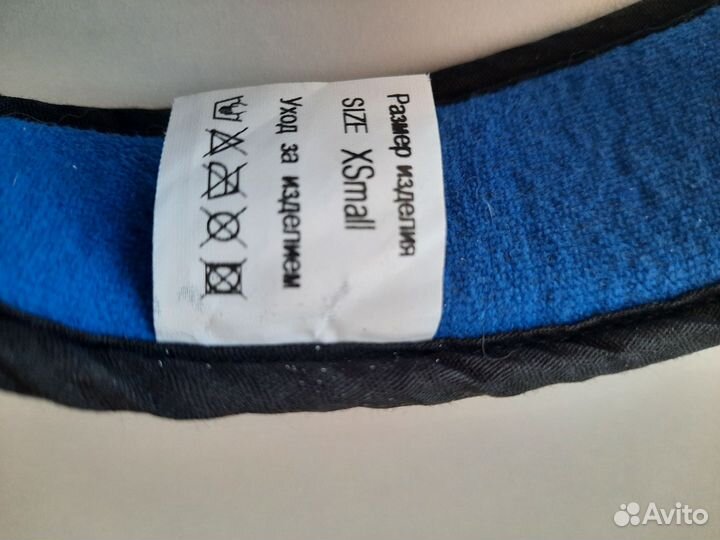 Размер изделия
SIZE XSmall
Уход за изделием
Avito